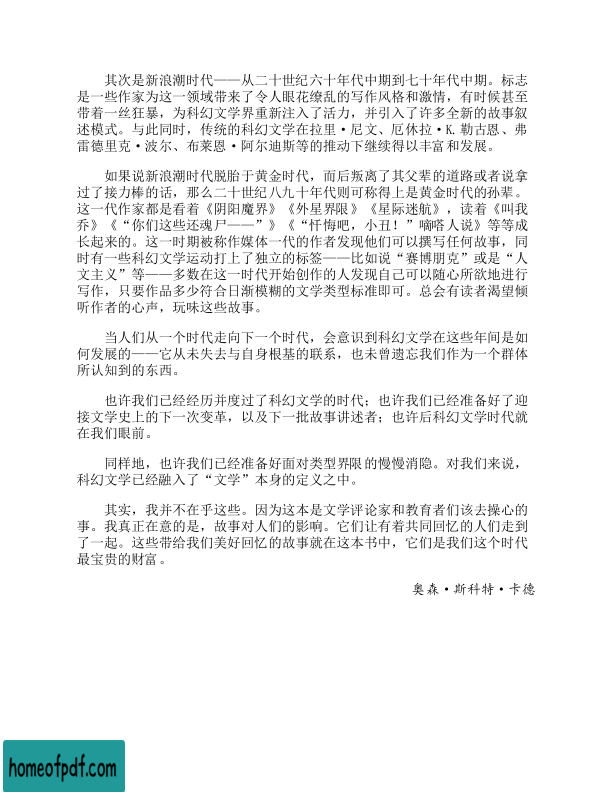 其次是新浪潮时代——从二十世纪六十年代中期到七十年代中期。标志
是一些作家为这一领域带来了令人眼花缭乱的写作风格和激情，有时候甚至
带着一丝狂暴，为科幻文学界重新注入了活力，并引入了许多全新的故事叙
述模式。与此同时，传统的科幻文学在拉里·尼文、厄休拉·K.勒古恩、弗
雷德里克·波尔、布莱恩·阿尔迪斯等的推动下继续得以丰富和发展。
如果说新浪潮时代脱胎于黄金时代，而后叛离了其父辈的道路或者说拿
过了接力棒的话，那么二十世纪八九十年代则可称得上是黄金时代的孙辈。
这一代作家都是看着《阴阳魔界》《外星界限》《星际迷航》，读着《叫我
乔》《“你们这些还魂尸——”》《“忏悔吧，小丑！”嘀嗒人说》等等成
长起来的。这一时期被称作媒体一代的作者发现他们可以撰写任何故事，同
时有一些科幻文学运动打上了独立的标签——比如说“赛博朋克”或是“人
文主义”等——多数在这一时代开始创作的人发现自己可以随心所欲地进行
写作，只要作品多少符合日渐模糊的文学类型标准即可。总会有读者渴望倾
听作者的心声，玩味这些故事。
当人们从一个时代走向下一个时代，会意识到科幻文学在这些年间是如
何发展的——它从未失去与自身根基的联系，也未曾遗忘我们作为一个群体
所认知到的东西。
也许我们已经经历并度过了科幻文学的时代；也许我们已经准备好了迎
接文学史上的下一次变革，以及下一批故事讲述者；也许后科幻文学时代就
在我们眼前。
同样地，也许我们已经准备好面对类型界限的慢慢消隐。对我们来说，
科幻文学已经融入了“文学”本身的定义之中。
其实，我并不在乎这些。因为这本是文学评论家和教育者们该去操心的
事。我真正在意的是，故事对人们的影响。它们让有着共同回忆的人们走到
了一起。这些带给我们美好回忆的故事就在这本书中，它们是我们这个时代
最宝贵的财富。
奥森·斯科特·卡德
homeofpdf.com